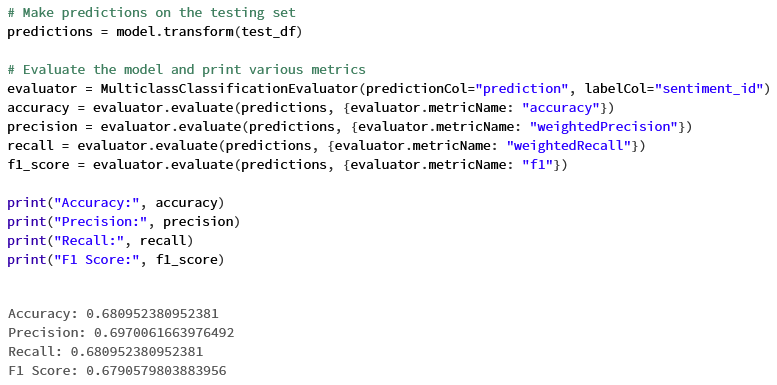 # Make predictions on the testing set
predictions = model.transform(test_df)
# Evaluate the model and print various metrics
evaluator = MulticlassClassificationEvaluator(predictionCol="prediction", labelCol="sentiment_id")
accuracy = evaluator.evaluate(predictions, {evaluator.metricName: "accuracy"})
precision = evaluator.evaluate(predictions, {evaluator.metricName: "weightedPrecision"})
recall = evaluator.evaluate(predictions, {evaluator.metricName: "weightedRecall"})
f1_score = evaluator.evaluate(predictions, {evaluator.metricName: "f1"})
print("Accuracy:", accuracy)
print("Precision:", precision)
print("Recall:", recall)
print("F1 Score:", f1_score)
Accuracy: 0.680952380952381
Precision: 0.6970061663976492
Recall: 0.680952380952381
F1 Score: 0.6790579803883956